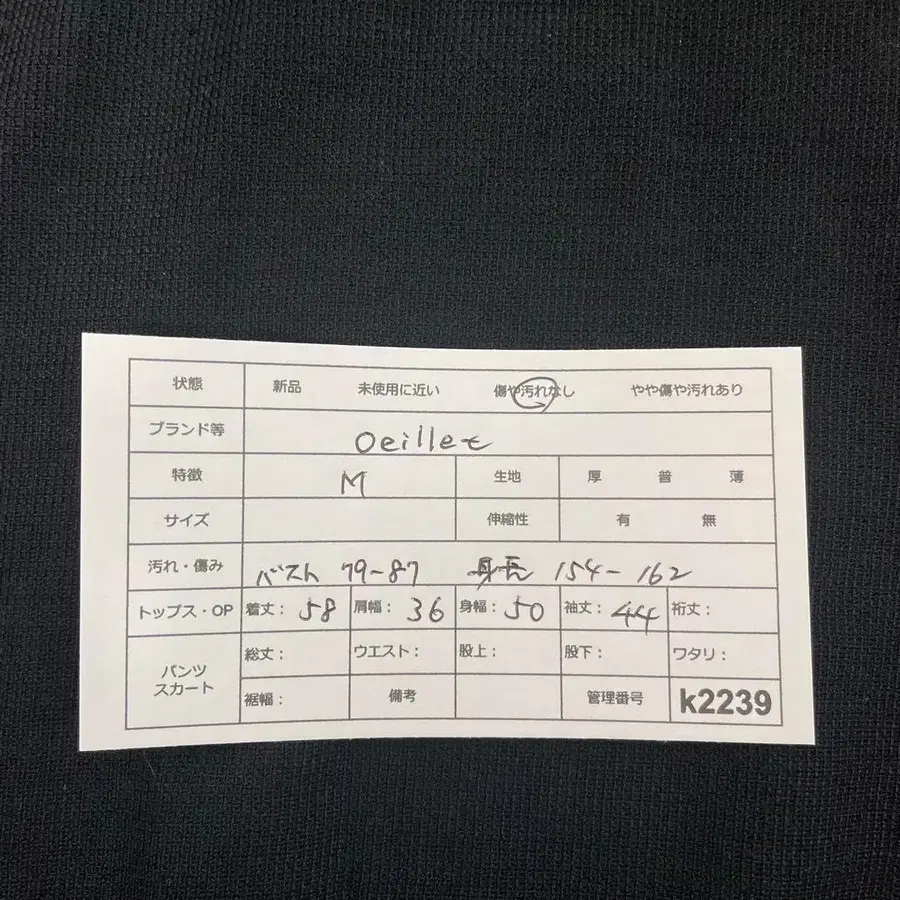 状態 新品 未使用に近い 傷や汚れなし やや傷や汚れあり
ブランド等 oeillet
特徴 M 生地 厚 普 薄
サイズ 伸縮性 有 無
汚れ・傷み バスト 79-87 身長 154-162
トップス・OP 着丈: 58 肩幅: 36 身幅: 50 袖丈: 44 裄丈:
パンツ スカート 総丈: ウエスト: 股上: 股下: ワタリ:
裾幅: 備考 管理番号 k2239